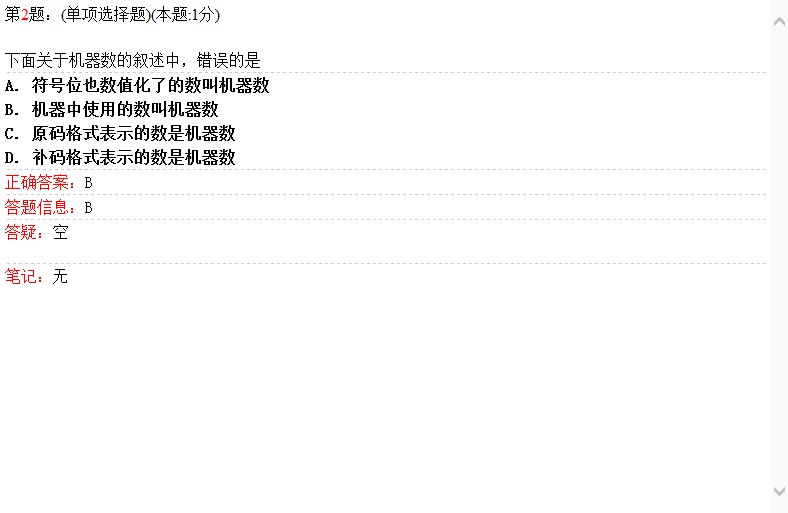 第2题：(单项选择题)(本题:1分)
下面关于机器数的叙述中，错误的是
A. 符号位也数值化了的数叫机器数
B. 机器中使用的数叫机器数
C. 原码格式表示的数是机器数
D. 补码格式表示的数是机器数
正确答案：B
答题信息：B
答疑：空
笔记：无